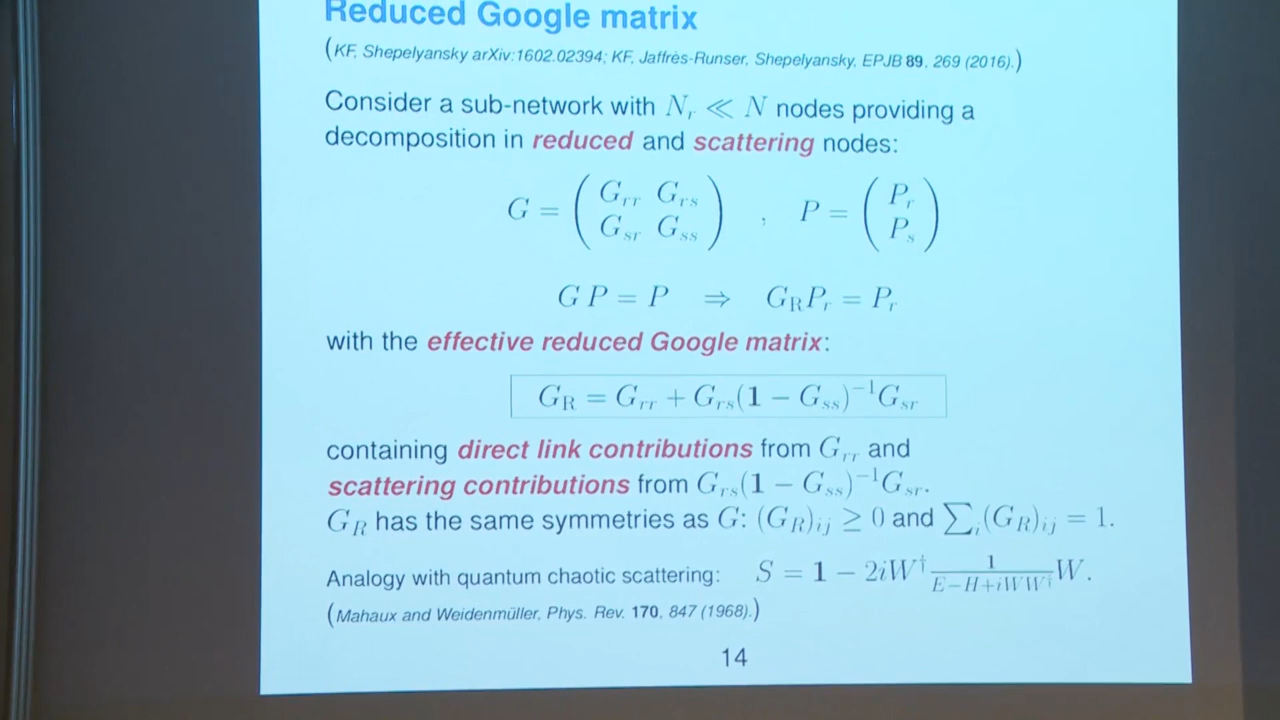 Reduced Google matrix
(KF, Shepelyansky arXiv:1602.02394; KF, Jaffrès-Runser, Shepelyansky, EPJB 89, 269 (2016).)
Consider a sub-network with N_r ≪ N nodes providing a
decomposition in reduced and scattering nodes:
G = ( G_rr G_rs ; G_sr G_ss ) , P = ( P_r ; P_s )
G P = P ⇒ G_R P_r = P_r
with the effective reduced Google matrix:
G_R = G_rr + G_rs(1 − G_ss)^−1 G_sr
containing direct link contributions from G_rr and
scattering contributions from G_rs(1 − G_ss)^−1 G_sr.
G_R has the same symmetries as G: (G_R)_ij ≥ 0 and ∑_i(G_R)_ij = 1.
Analogy with quantum chaotic scattering: S = 1 − 2iW† 1/(E−H+iWW†) W.
(Mahaux and Weidenmüller, Phys. Rev. 170, 847 (1968).)
14